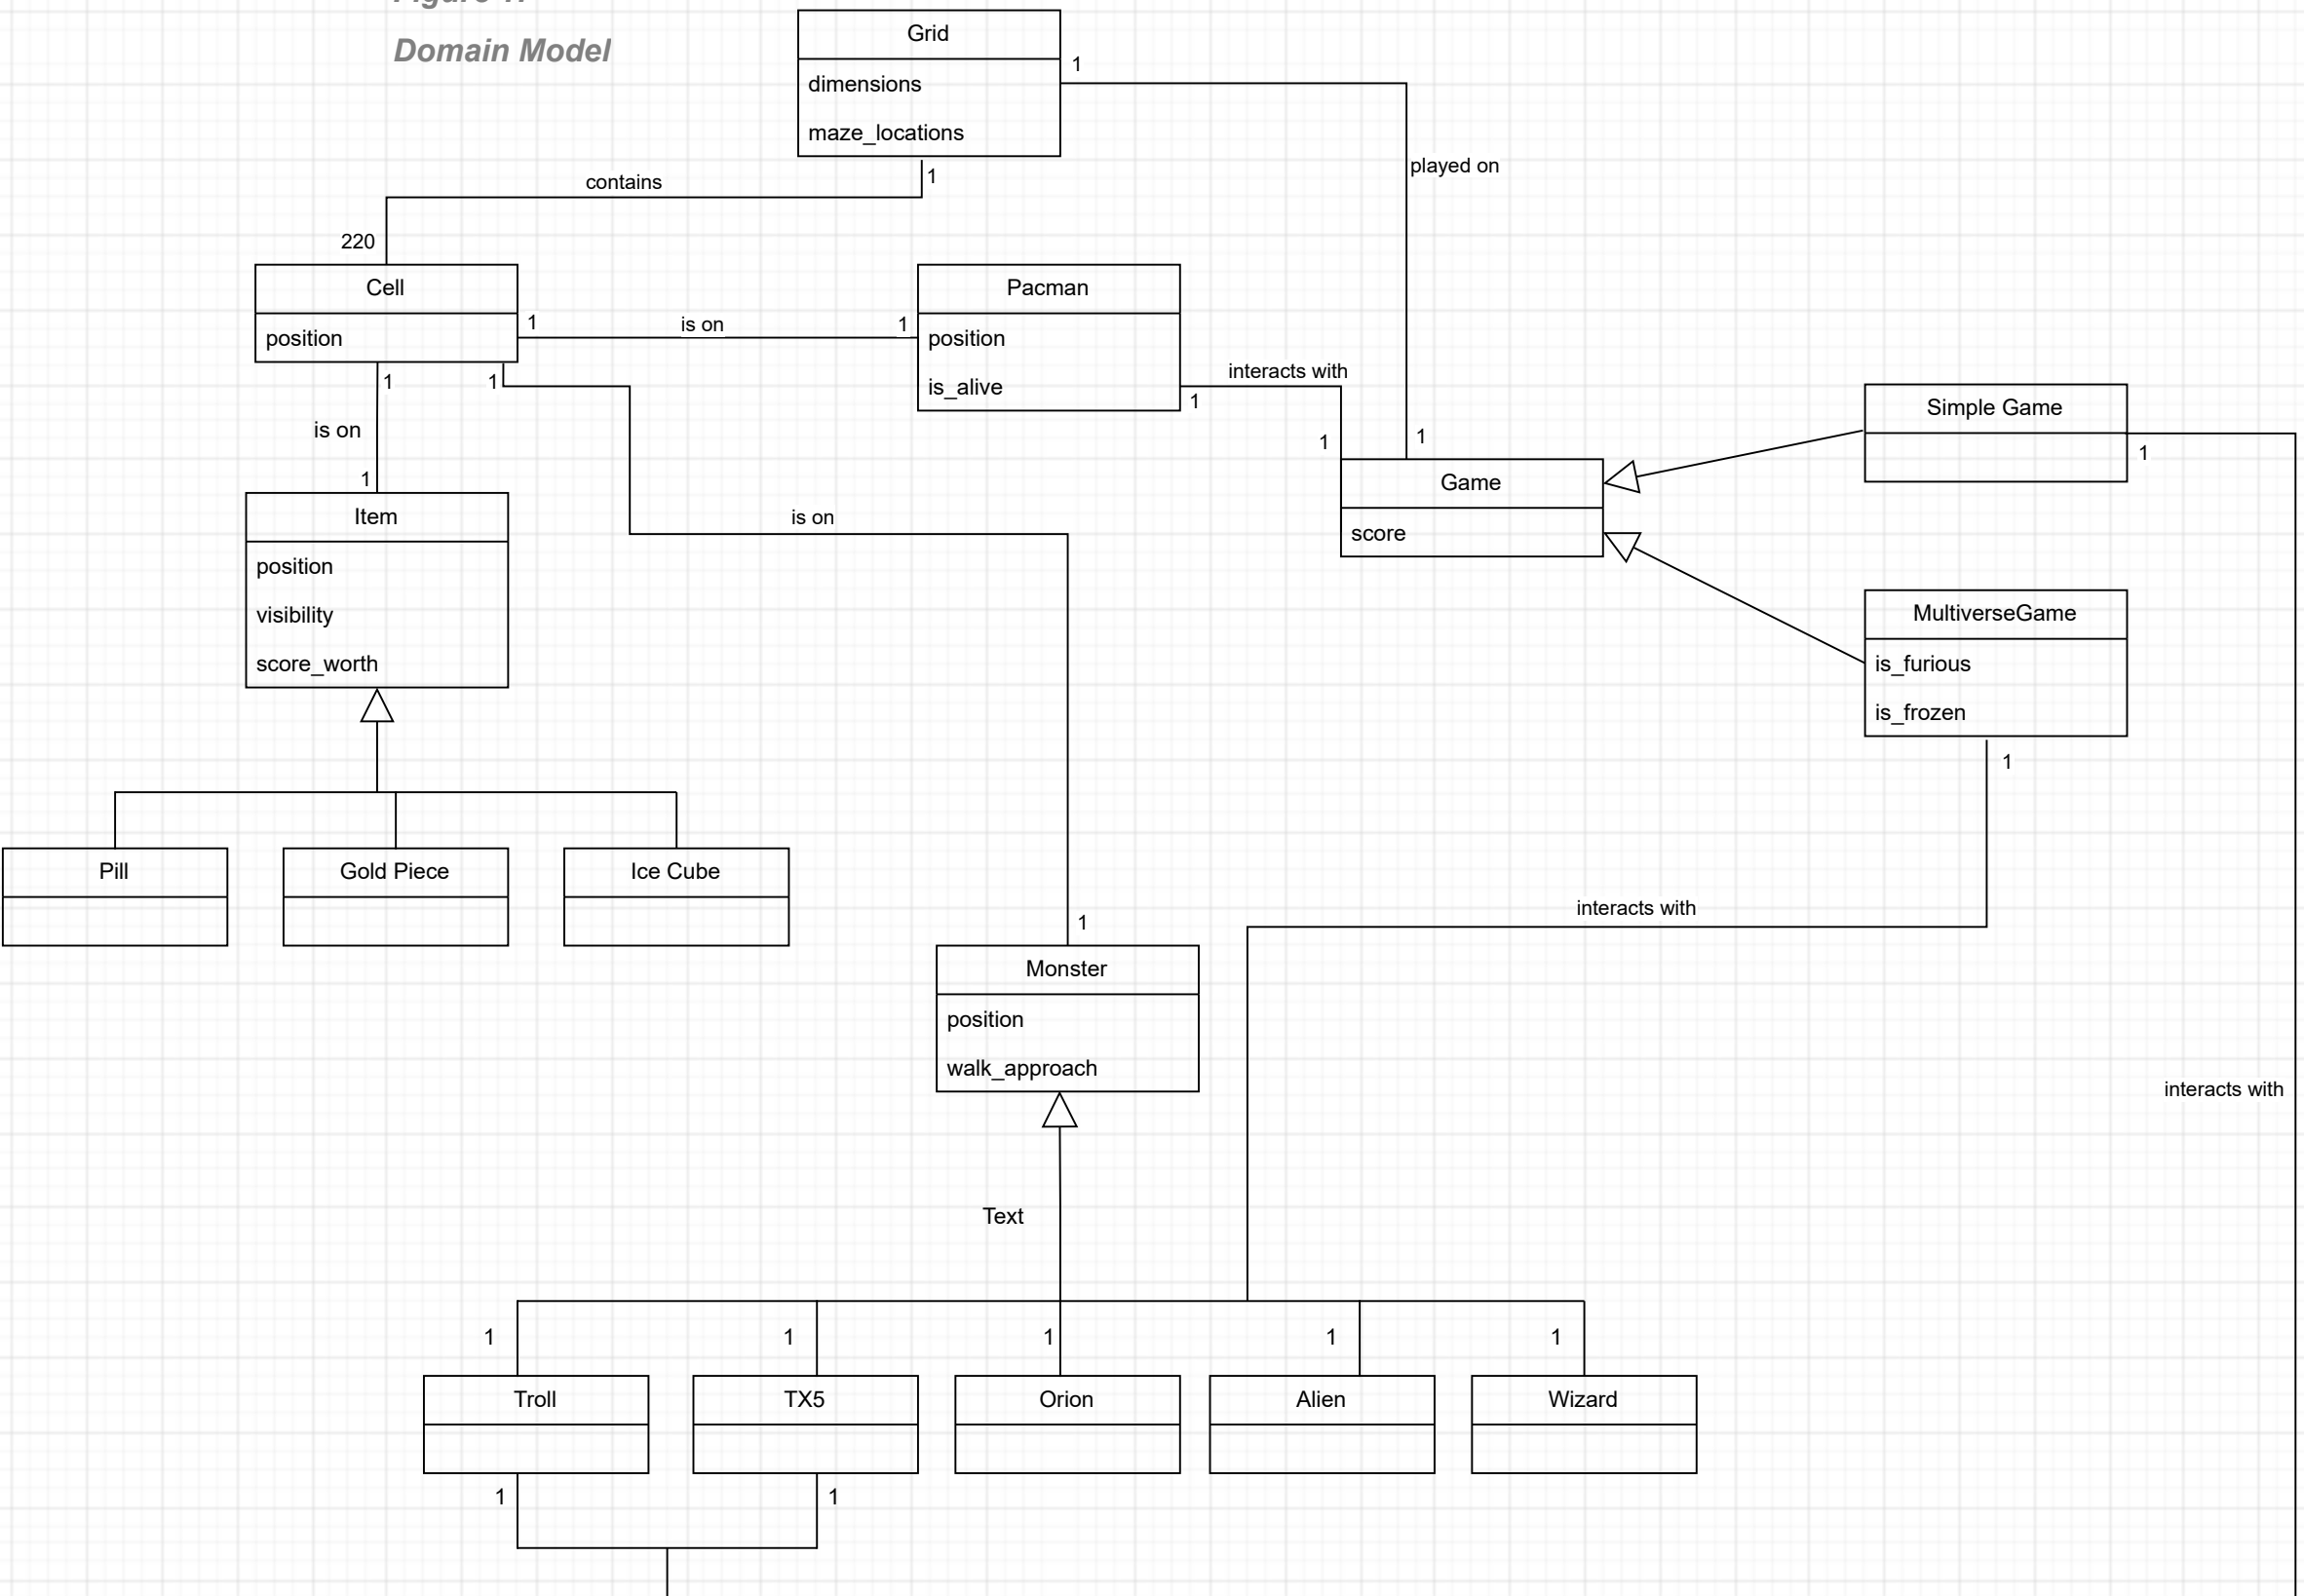 Figure 1:
Domain Model
Grid
dimensions
maze_locations
1
played on
1
contains
220
Cell
position
1
is on
1
Pacman
position
is_alive
interacts with
1
1
1
Game
score
Simple Game
1
MultiverseGame
is_furious
is_frozen
1
1
is on
1
1
is on
Item
position
visibility
score_worth
Pill
Gold Piece
Ice Cube
1
interacts with
Monster
position
walk_approach
interacts with
Text
1
1
1
1
1
Troll
TX5
Orion
Alien
Wizard
1
1